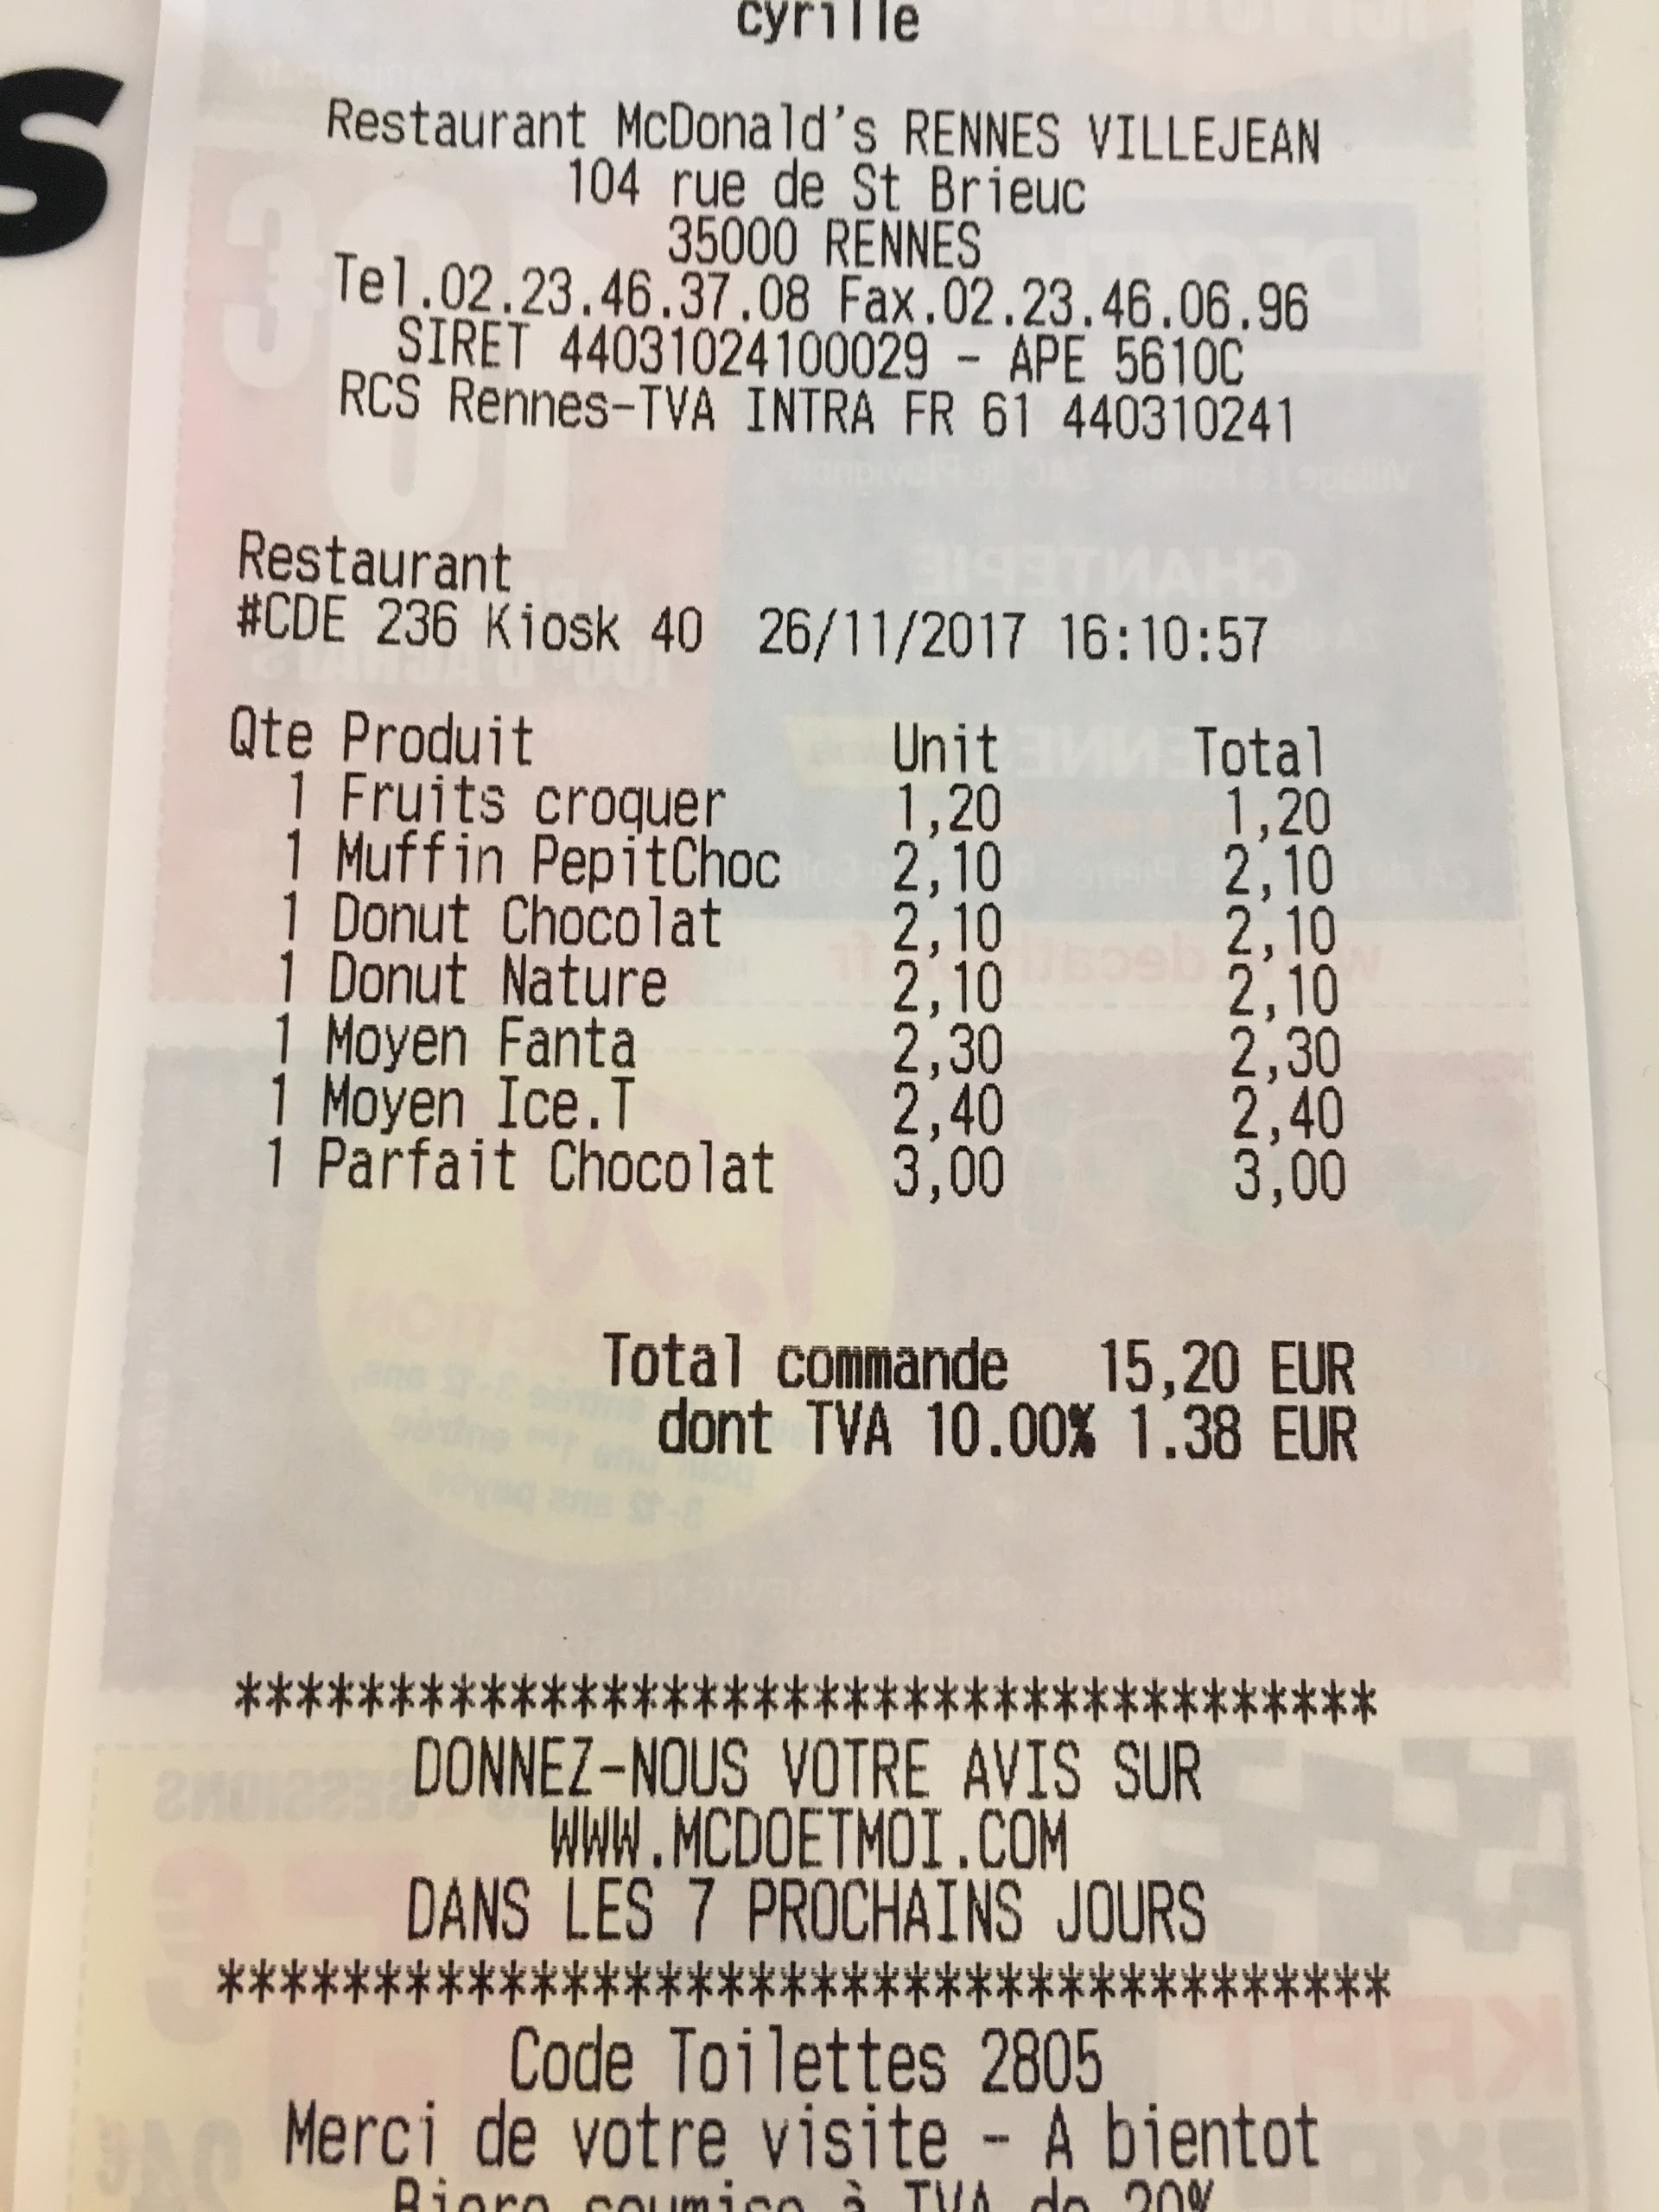 cyrille
Restaurant McDonald's RENNES VILLEJEAN
104 rue de St Brieuc
35000 RENNES
Tel.02.23.46.37.08 Fax.02.23.46.06.96
SIRET 44031024100029 - APE 5610C
RCS Rennes-TVA INTRA FR 61 440310241
Restaurant
#CDE 236 Kiosk 40 26/11/2017 16:10:57
Qte Produit Unit Total
1 Fruits croquer 1,20 1,20
1 Muffin PepitChoc 2,10 2,10
1 Donut Chocolat 2,10 2,10
1 Donut Nature 2,10 2,10
1 Moyen Fanta 2,30 2,30
1 Moyen Ice.T 2,40 2,40
1 Parfait Chocolat 3,00 3,00
Total commande 15,20 EUR
dont TVA 10.00% 1.38 EUR
*************************************
DONNEZ-NOUS VOTRE AVIS SUR
WWW.MCDOETMOI.COM
DANS LES 7 PROCHAINS JOURS
*************************************
Code Toilettes 2805
Merci de votre visite - A bientot
Biere soumise à TVA de 20%